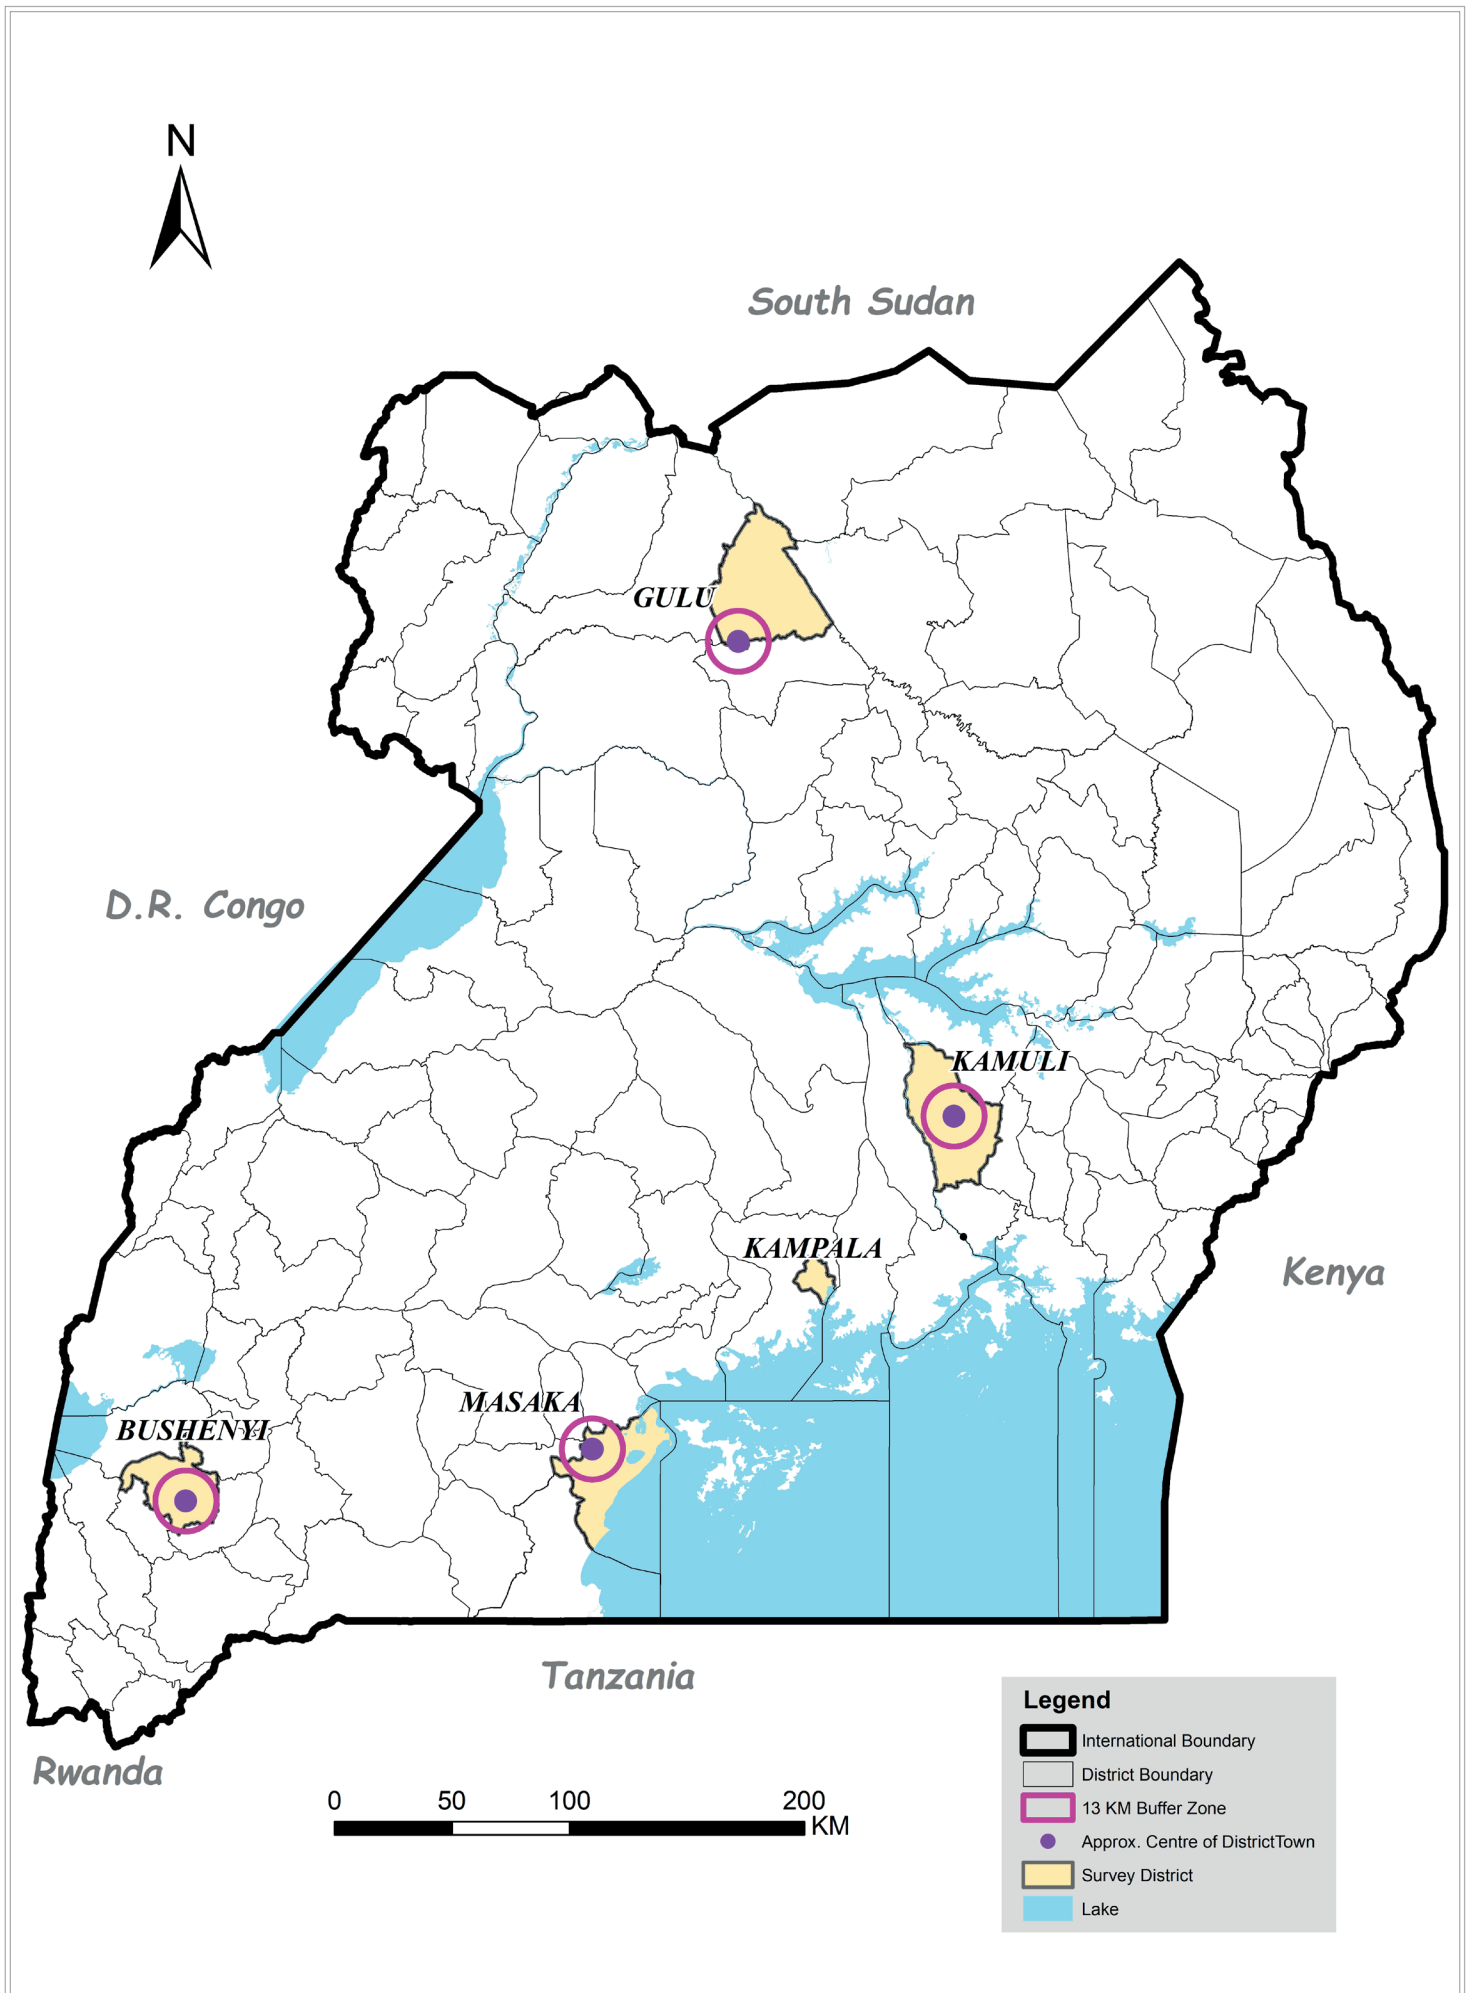 N
South Sudan
GULU
D.R. Congo
KAMULI
KAMPALA
Kenya
MASAKA
BUSHENYI
Tanzania
Rwanda
Legend
International Boundary
District Boundary
13 KM Buffer Zone
Approx. Centre of DistrictTown
Survey District
Lake
0 50 100 200
KM